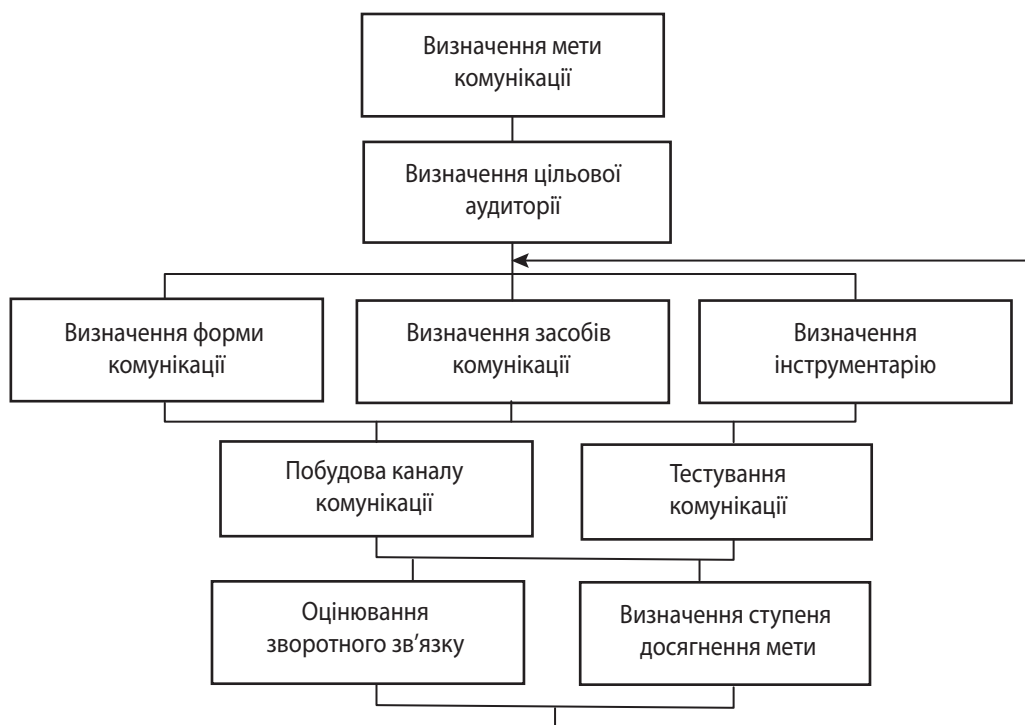 Визначення мети
комунікації
Визначення цільової
аудиторії
Визначення форми
комунікації
Визначення засобів
комунікації
Визначення
інструментарію
Побудова каналу
комунікації
Тестування
комунікації
Оцінювання
зворотного зв’язку
Визначення ступеня
досягнення мети